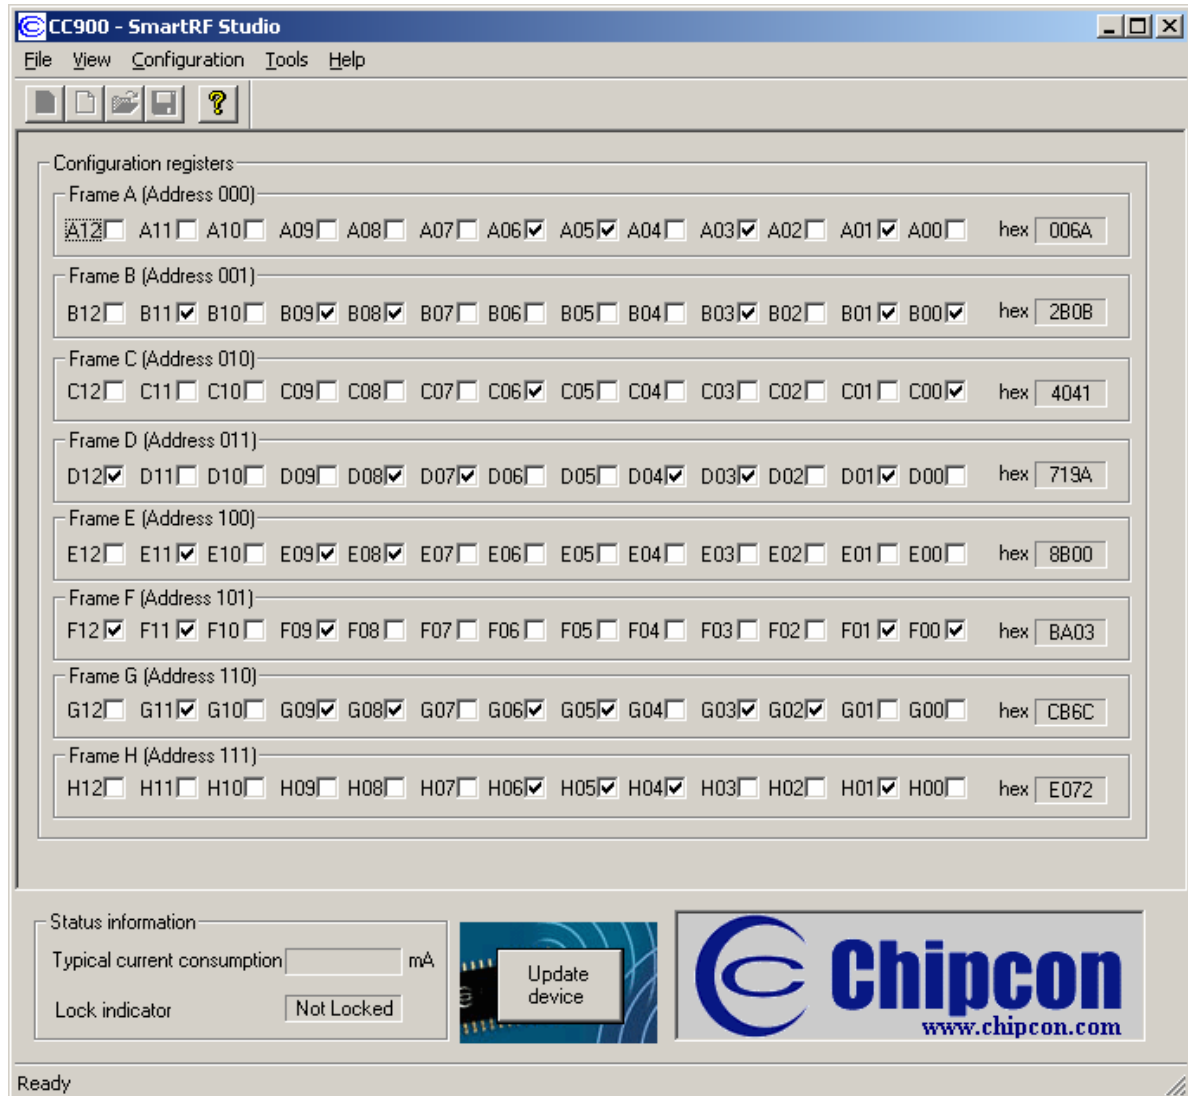 CC900 - SmartRF Studio
File View Configuration Tools Help
Configuration registers
Frame A (Address 000)
A12 A11 A10 A09 A08 A07 A06 A05 A04 A03 A02 A01 A00 hex 006A
Frame B (Address 001)
B12 B11 B10 B09 B08 B07 B06 B05 B04 B03 B02 B01 B00 hex 2B0B
Frame C (Address 010)
C12 C11 C10 C09 C08 C07 C06 C05 C04 C03 C02 C01 C00 hex 4041
Frame D (Address 011)
D12 D11 D10 D09 D08 D07 D06 D05 D04 D03 D02 D01 D00 hex 719A
Frame E (Address 100)
E12 E11 E10 E09 E08 E07 E06 E05 E04 E03 E02 E01 E00 hex 8B00
Frame F (Address 101)
F12 F11 F10 F09 F08 F07 F06 F05 F04 F03 F02 F01 F00 hex BA03
Frame G (Address 110)
G12 G11 G10 G09 G08 G07 G06 G05 G04 G03 G02 G01 G00 hex CB6C
Frame H (Address 111)
H12 H11 H10 H09 H08 H07 H06 H05 H04 H03 H02 H01 H00 hex E072
Status information
Typical current consumption mA
Lock indicator Not Locked
Update
device
Chipcon
www.chipcon.com
Ready